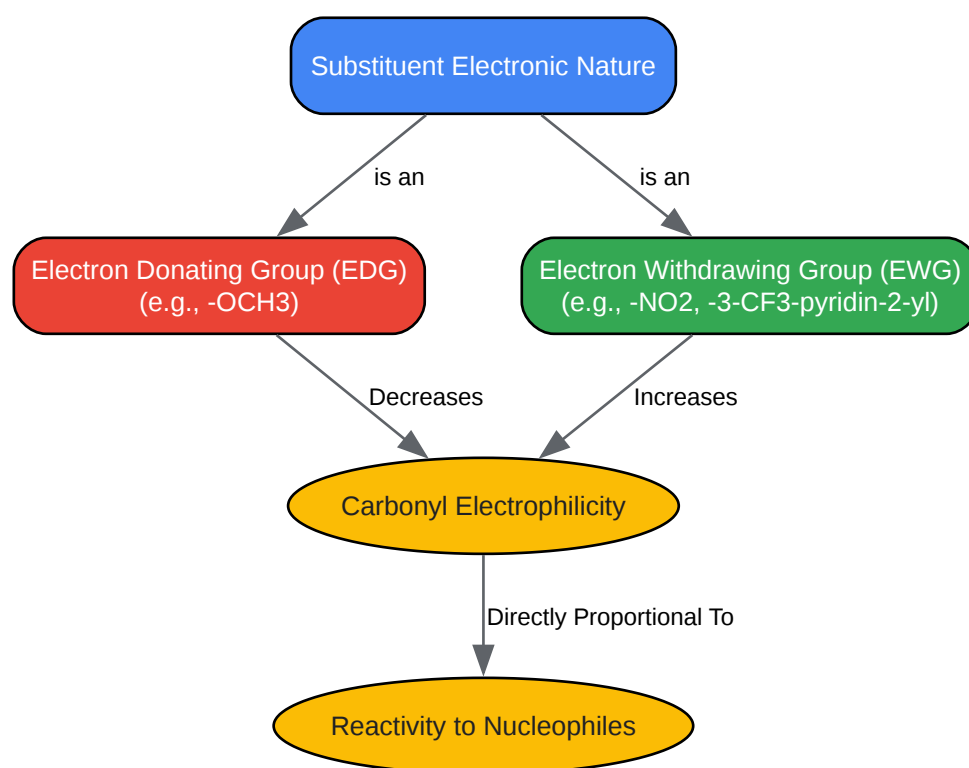 Substituent Electronic Nature
is an
is an
Electron Donating Group (EDG)
(e.g., -OCH3)
Electron Withdrawing Group (EWG)
(e.g., -NO2, -3-CF3-pyridin-2-yl)
Decreases
Increases
Carbonyl Electrophilicity
Directly Proportional To
Reactivity to Nucleophiles